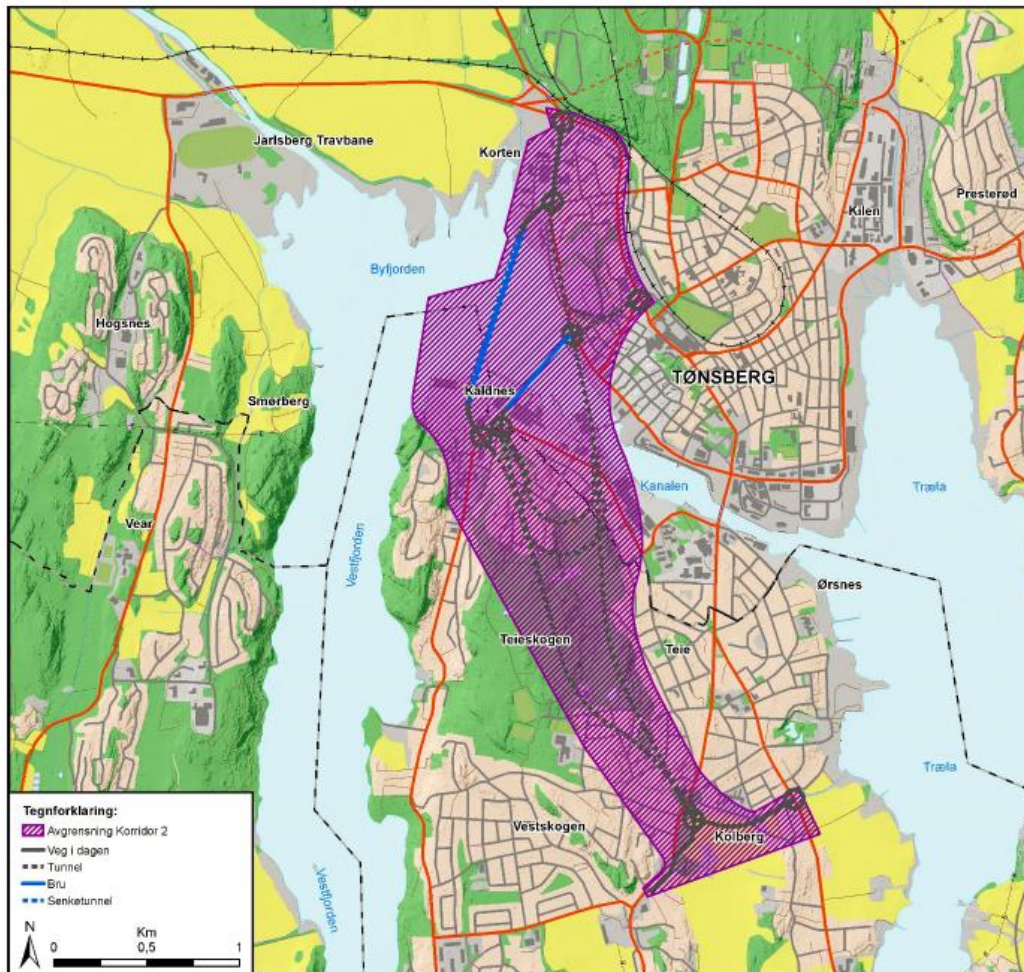 Jarlsberg Travbane
Korten
Presterød
Kilen
Byfjorden
Hogsnes
TØNSBERG
Kaldnes
Smørberg
Kanalen
Træla
Vear
Vestfjorden
Ørsnes
Teieskogen
Teie
Træla
Vestskogen
Kolberg
Vestfjorden
Tegnforklaring:
Avgrensning Korridor 2
Veg i dagen
Tunnel
Bru
Senketunnel
N
Km
0 0,5 1